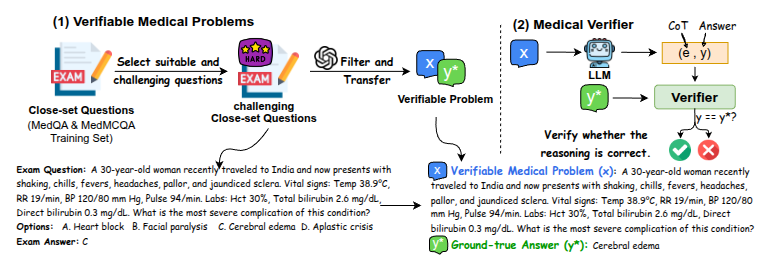 (1) Verifiable Medical Problems
EXAM
Close-set Questions
(MedQA & MedMCQA
Training Set)
Select suitable and
challenging questions
HARD
EXAM
challenging
Close-set Questions
Filter and
Transfer
x
y*
Verifiable Problem
Exam Question: A 30-year-old woman recently traveled to India and now presents with
shaking, chills, fevers, headaches, pallor, and jaundiced sclera. Vital signs: Temp 38.9°C,
RR 19/min, BP 120/80 mm Hg, Pulse 94/min. Labs: Hct 30%, Total bilirubin 2.6 mg/dL,
Direct bilirubin 0.3 mg/dL. What is the most severe complication of this condition?
Options: A. Heart block B. Facial paralysis C. Cerebral edema D. Aplastic crisis
Exam Answer: C
(2) Medical Verifier
CoT Answer
x
LLM
(e , y)
y*
Verifier
y == y*?
Verify whether the
reasoning is correct.
x Verifiable Medical Problem (x): A 30-year-old woman recently
traveled to India and now presents with shaking, chills, fevers, headaches,
pallor, and jaundiced sclera. Vital signs: Temp 38.9°C, RR 19/min, BP 120/80
mm Hg, Pulse 94/min. Labs: Hct 30%, Total bilirubin 2.6 mg/dL, Direct
bilirubin 0.3 mg/dL. What is the most severe complication of this condition?
y* Ground-true Answer (y*): Cerebral edema